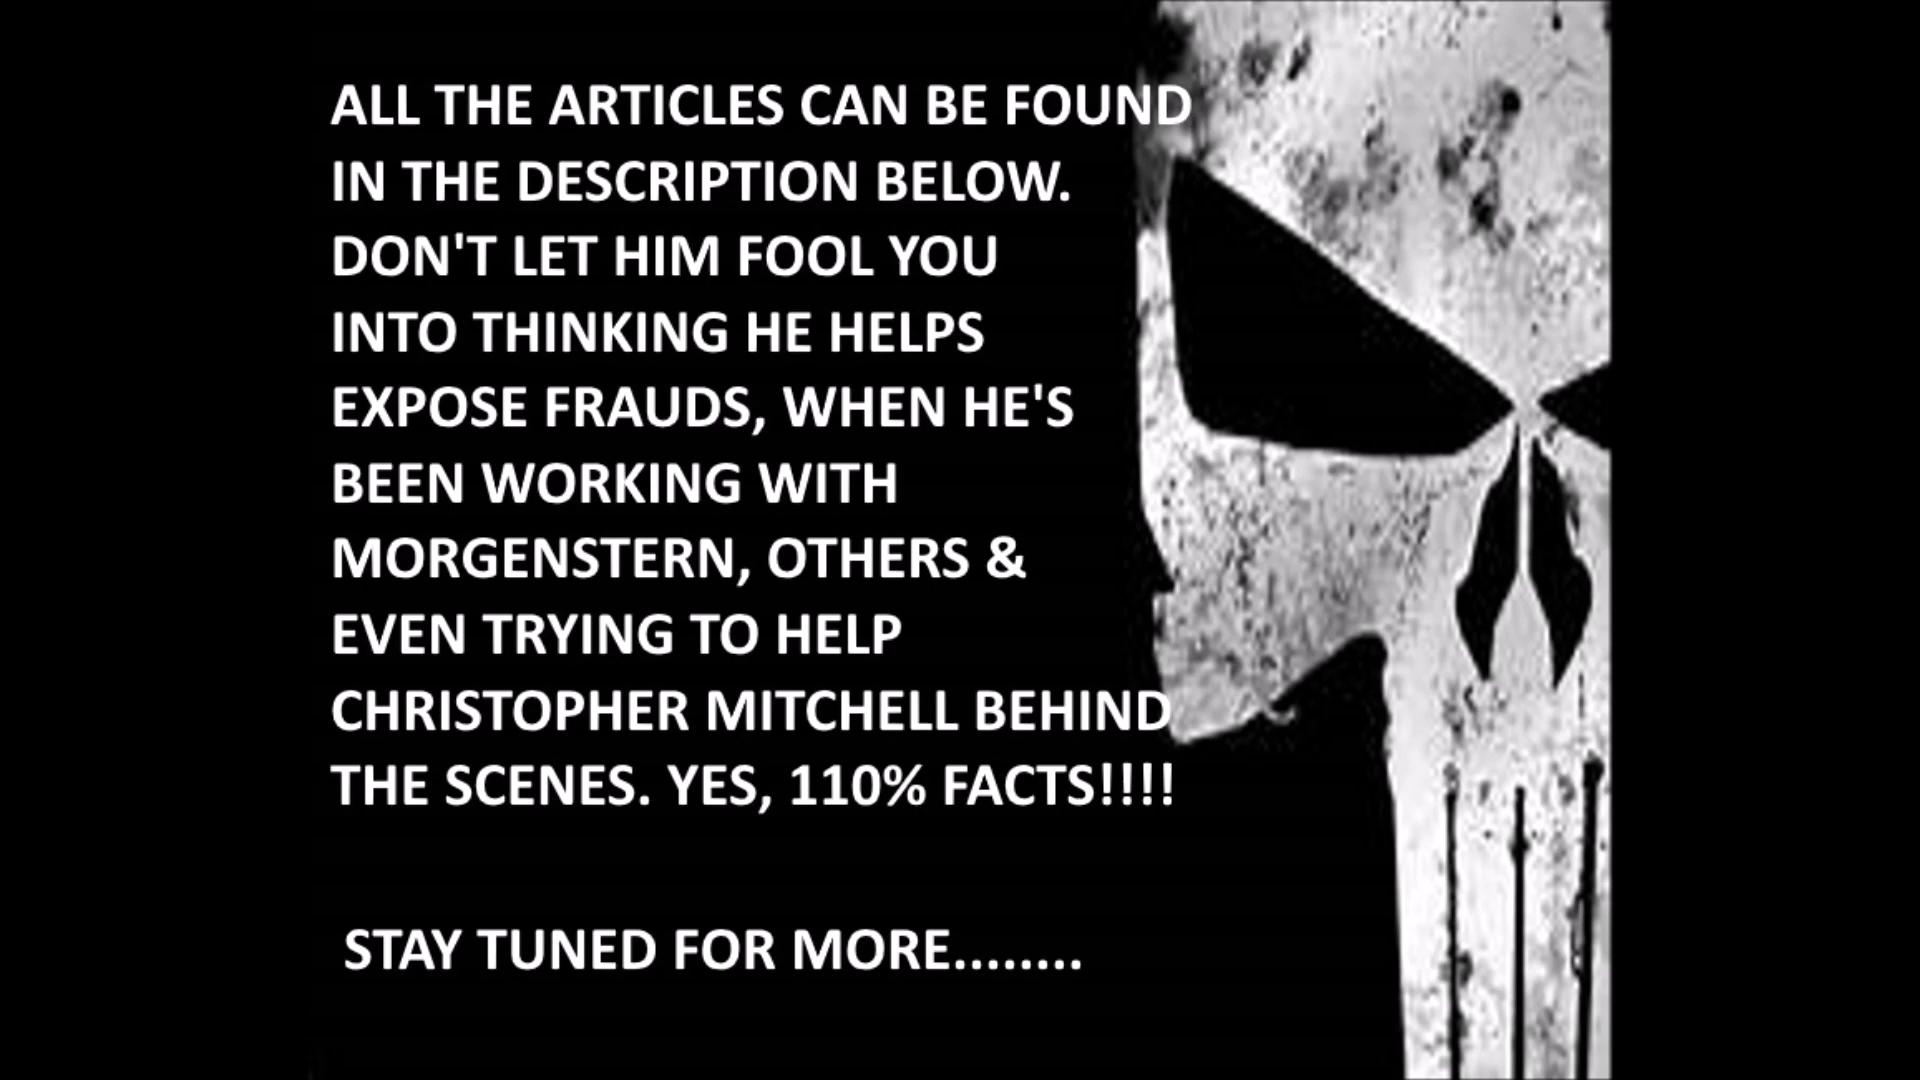 ALL THE ARTICLES CAN BE FOUND
IN THE DESCRIPTION BELOW.
DON'T LET HIM FOOL YOU
INTO THINKING HE HELPS
EXPOSE FRAUDS, WHEN HE'S
BEEN WORKING WITH
MORGENSTERN, OTHERS &
EVEN TRYING TO HELP
CHRISTOPHER MITCHELL BEHIND
THE SCENES. YES, 110% FACTS!!!!
STAY TUNED FOR MORE........